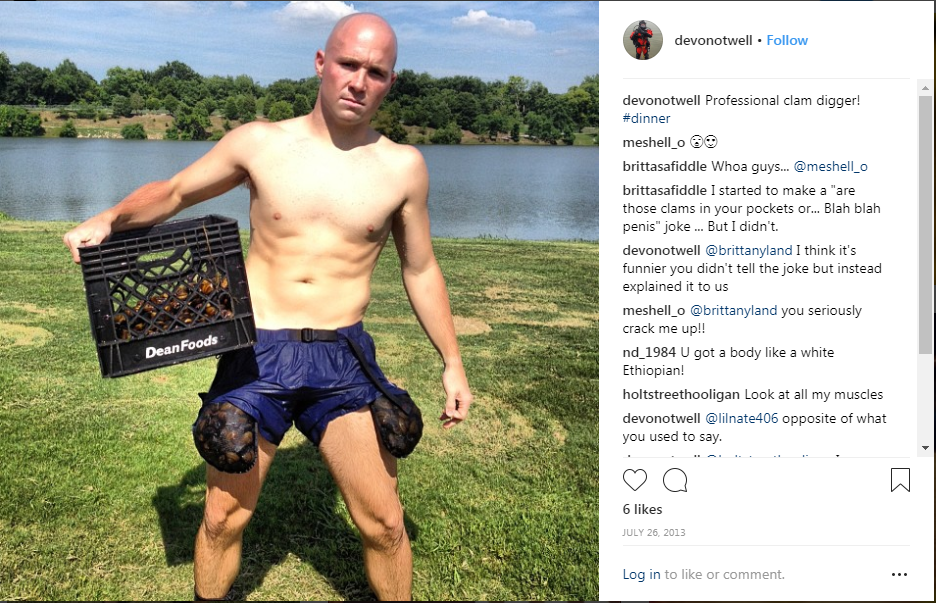 DeanFoods
devonotwell • Follow
devonotwell Professional clam digger!
#dinner
meshell_o 😮😍
brittasafiddle Whoa guys... @meshell_o
brittasafiddle I started to make a "are
those clams in your pockets or... Blah blah
penis" joke ... But I didn't.
devonotwell @brittanyland I think it's
funnier you didn't tell the joke but instead
explained it to us
meshell_o @brittanyland you seriously
crack me up!!
nd_1984 U got a body like a white
Ethiopian!
holtstreethooligan Look at all my muscles
devonotwell @lilnate406 opposite of what
you used to say.
6 likes
JULY 26, 2013
Log in to like or comment.